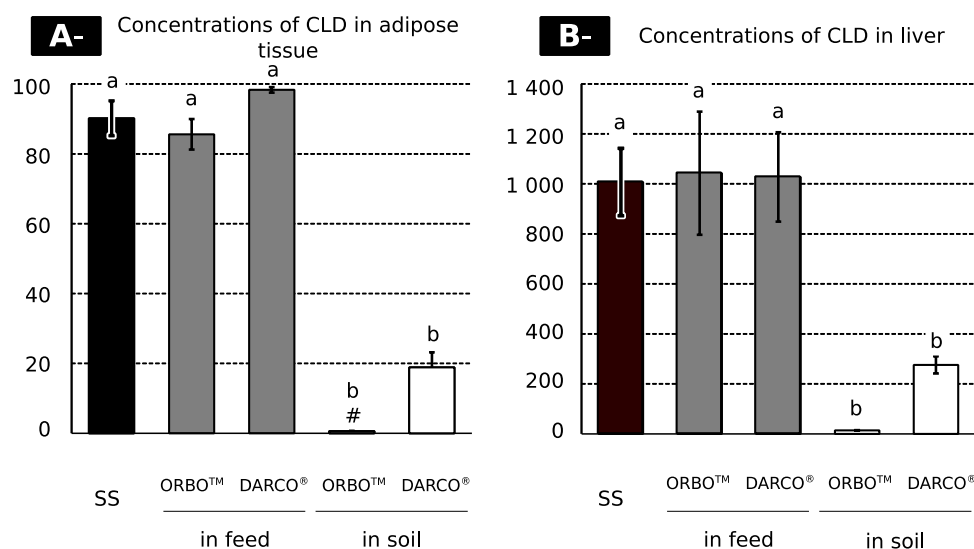 A-
Concentrations of CLD in adipose
tissue
100
80
60
40
20
0
a
a
a
b
#
b
SS
ORBO™
DARCO®
ORBO™
DARCO®
in feed
in soil
B-
Concentrations of CLD in liver
1 400
1 200
1 000
800
600
400
200
0
a
a
a
b
b
SS
ORBO™
DARCO®
ORBO™
DARCO®
in feed
in soil